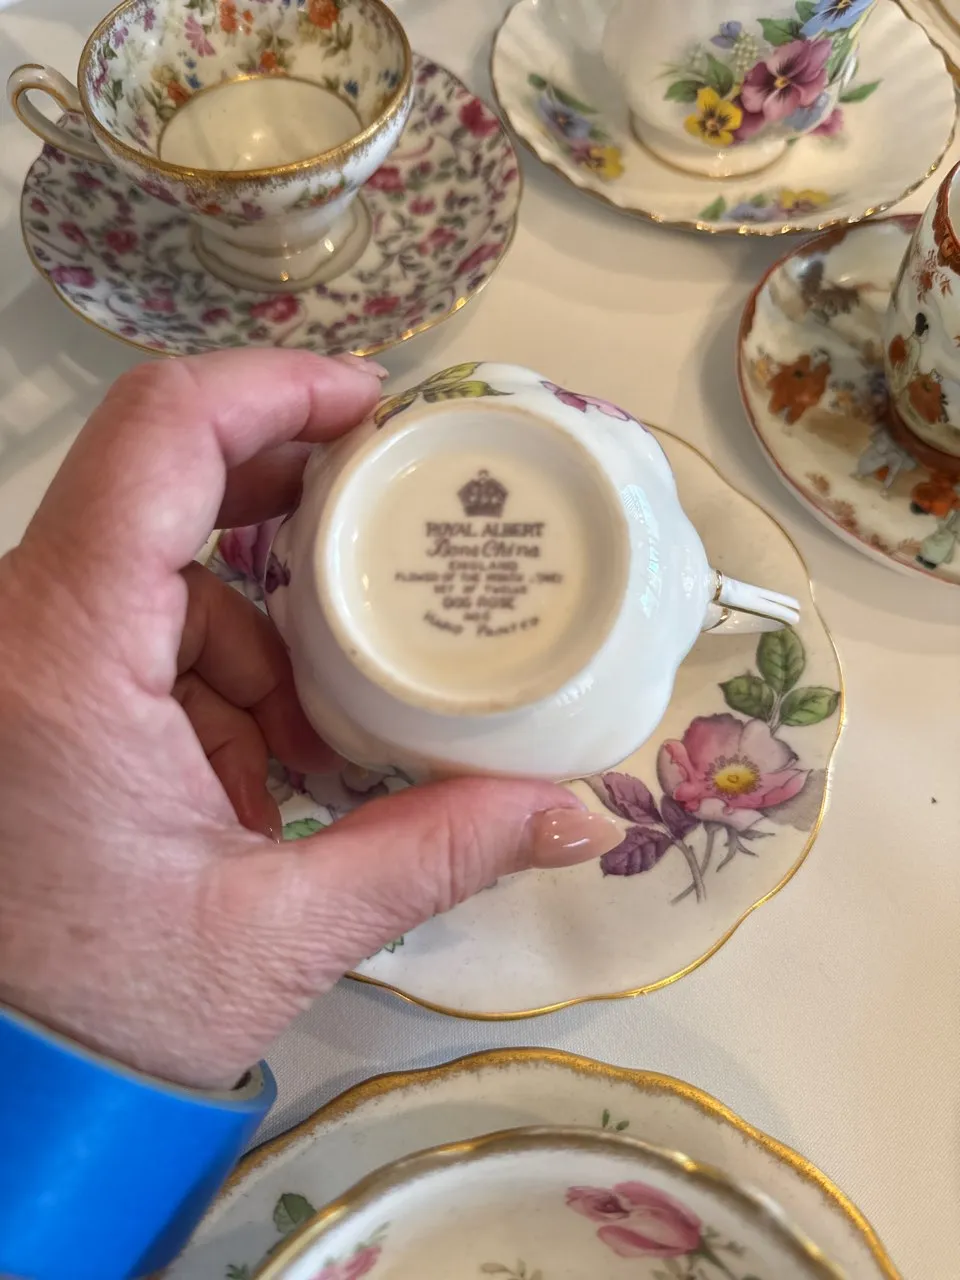 ROYAL ALBERT
Bone China
ENGLAND
FLOWER OF THE MONTH
SET OF TWELVE
DOG ROSE
HAND PAINTED